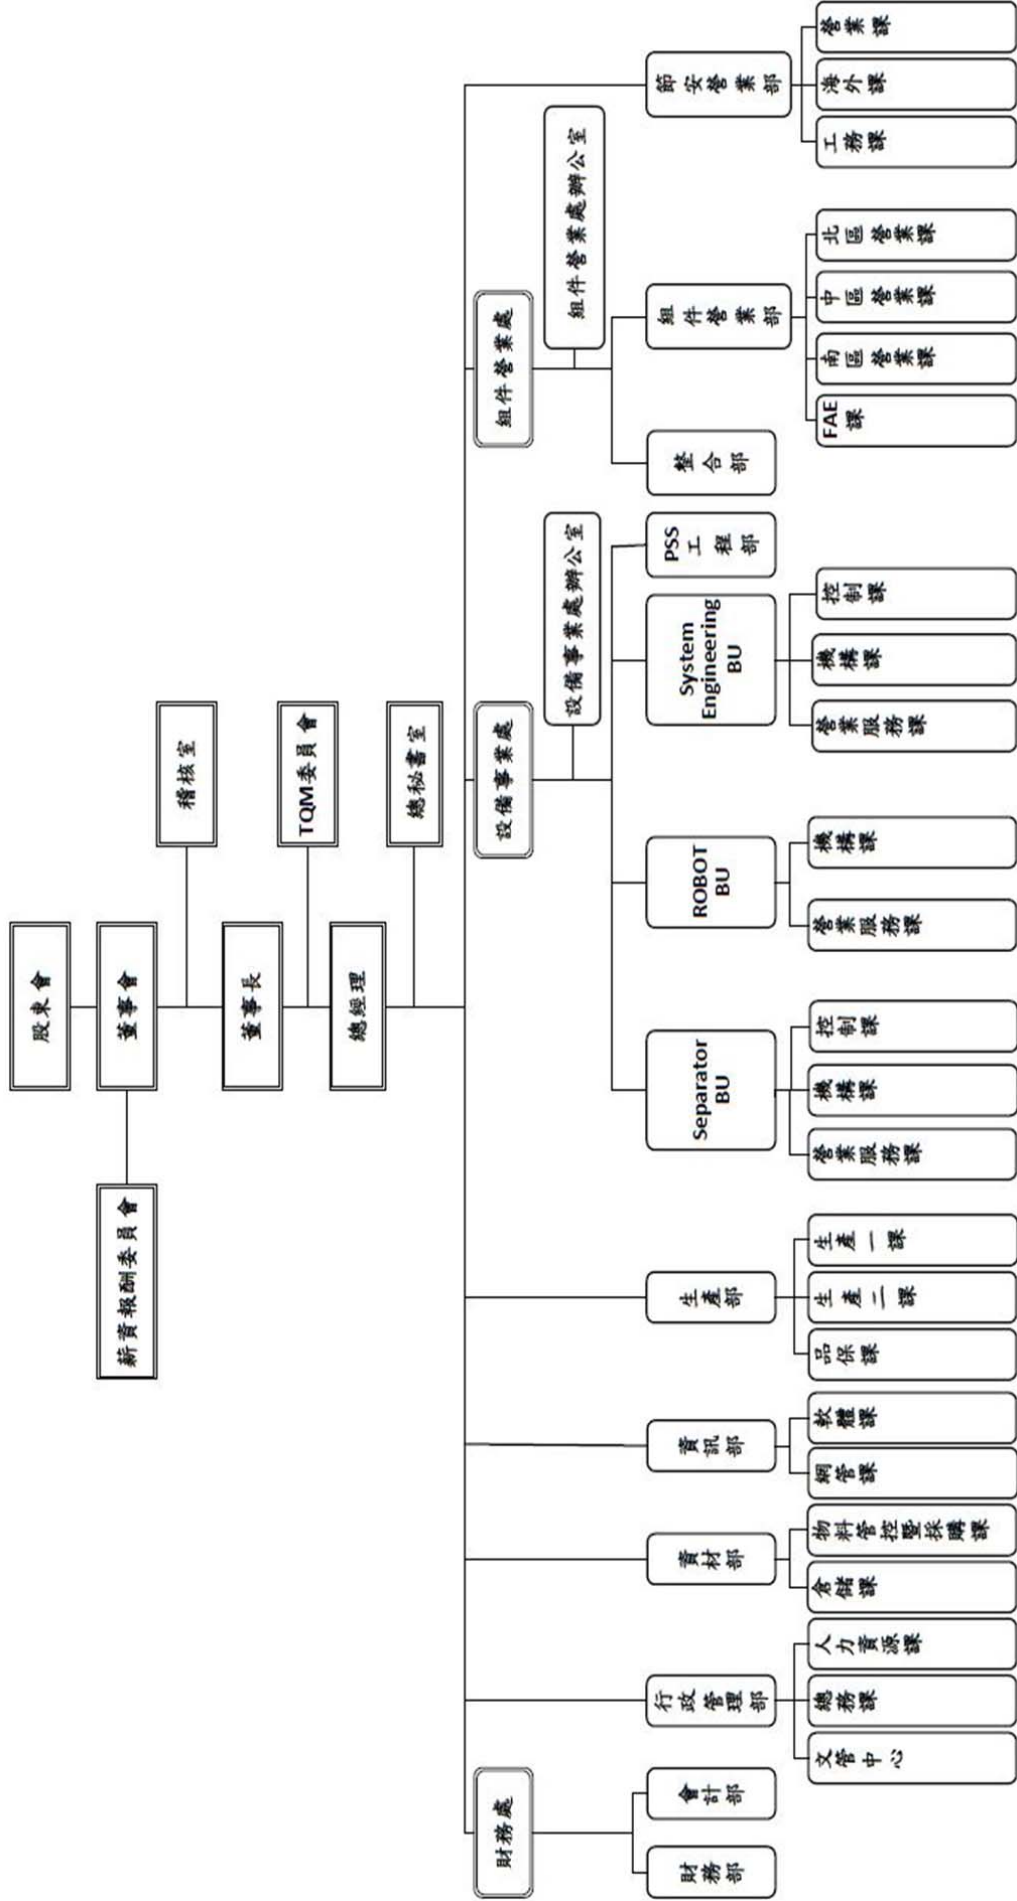 股東會
薪資報酬委員會
董事會
稽核室
董事長
TQM委員會
總經理
總秘書室
財務處
財務部
會計部
行政管理部
文管中心
總務課
人力資源課
資材部
倉儲課
物料管控暨採購課
資訊部
網管課
軟體課
生產部
品保課
生產二課
生產一課
設備事業處
設備事業處辦公室
Separator
BU
營業服務課
機構課
控制課
ROBOT
BU
營業服務課
機構課
System
Engineering
BU
營業服務課
機構課
控制課
PSS
工程部
組件營業處
組件營業處辦公室
整合部
組件營業部
FAE
課
南區營業課
中區營業課
北區營業課
節安營業部
工務課
海外課
營業課